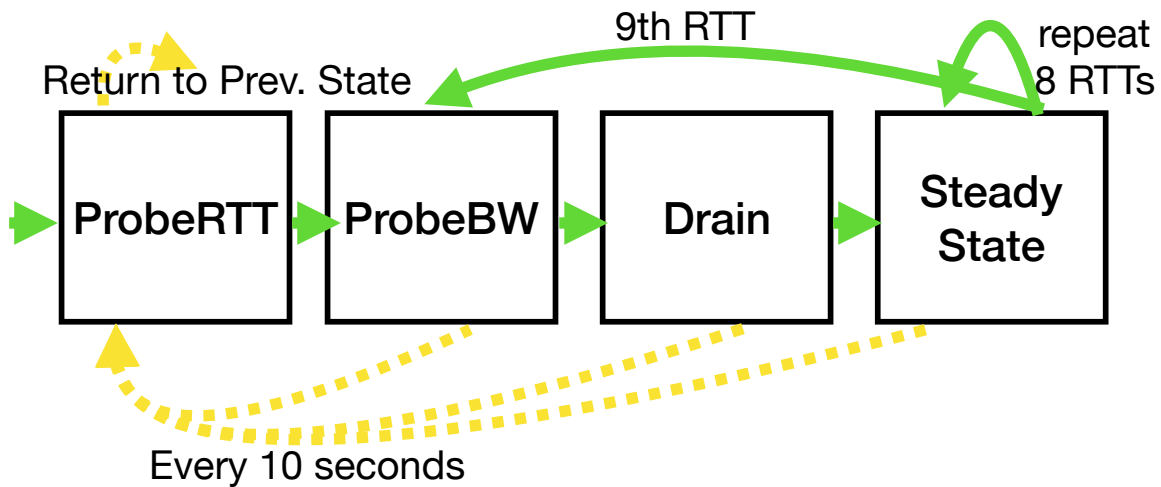 9th RTT
repeat
8 RTTs
Return to Prev. State
ProbeRTT
ProbeBW
Drain
Steady
State
Every 10 seconds